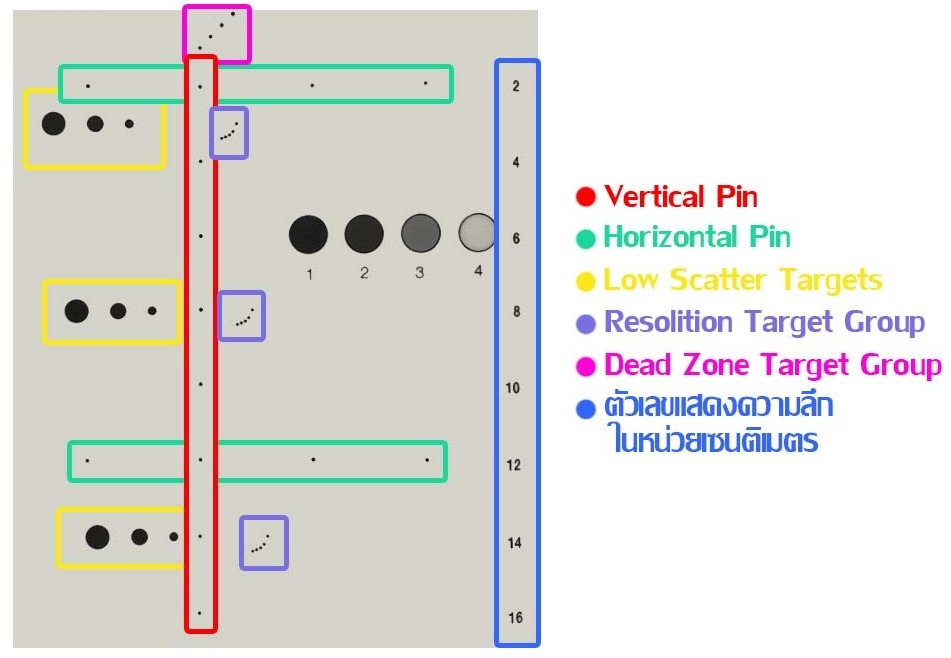 2
4
6
1 2 3 4
8
10
12
14
16
Vertical Pin
Horizontal Pin
Low Scatter Targets
Resolition Target Group
Dead Zone Target Group
ตัวเลขแสดงความลึก
ในหน่วยเซนติเมตร